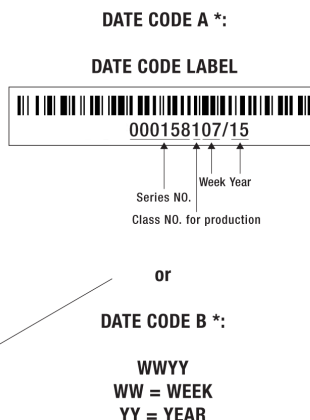 DATE CODE A *:
DATE CODE LABEL
000158107/15
Week Year
Series NO.
Class NO. for production
or
DATE CODE B *:
WWYY
WW = WEEK
YY = YEAR